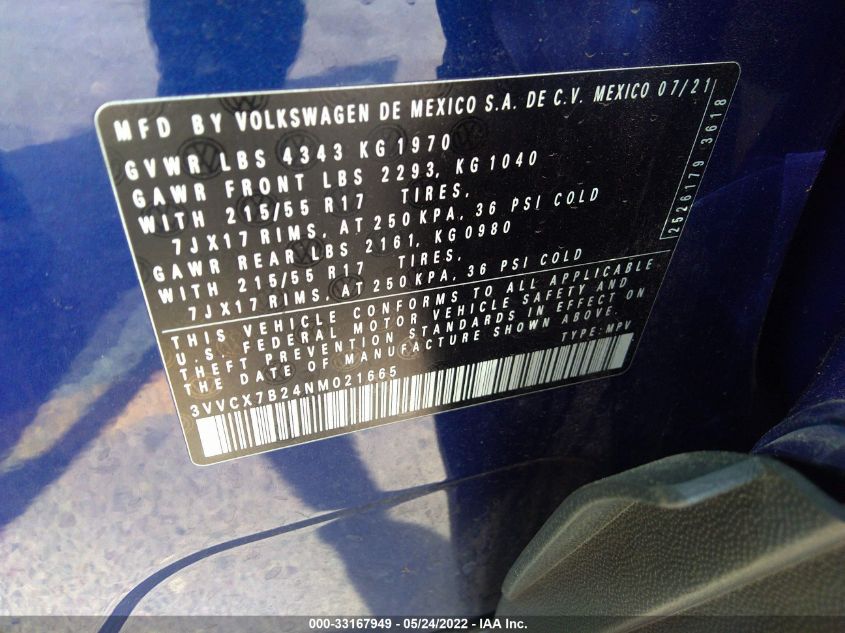 MFD BY VOLKSWAGEN DE MEXICO S.A. DE C.V. MEXICO 07/21
GVWR LBS 4343 KG 1970
GAWR FRONT LBS 2293, KG 1040
WITH 215/55 R17 TIRES,
7JX17 RIMS, AT 250 KPA, 36 PSI COLD
GAWR REAR LBS 2161, KG 0980
WITH 215/55 R17 TIRES,
7JX17 RIMS, AT 250 KPA, 36 PSI COLD
2526179 3618
THIS VEHICLE CONFORMS TO ALL APPLICABLE
U.S. FEDERAL MOTOR VEHICLE SAFETY AND
THEFT PREVENTION STANDARDS IN EFFECT ON
THE DATE OF MANUFACTURE SHOWN ABOVE.
3VVCX7B24NM021665 TYPE: MPV
000-33167949 - 05/24/2022 - IAA Inc.